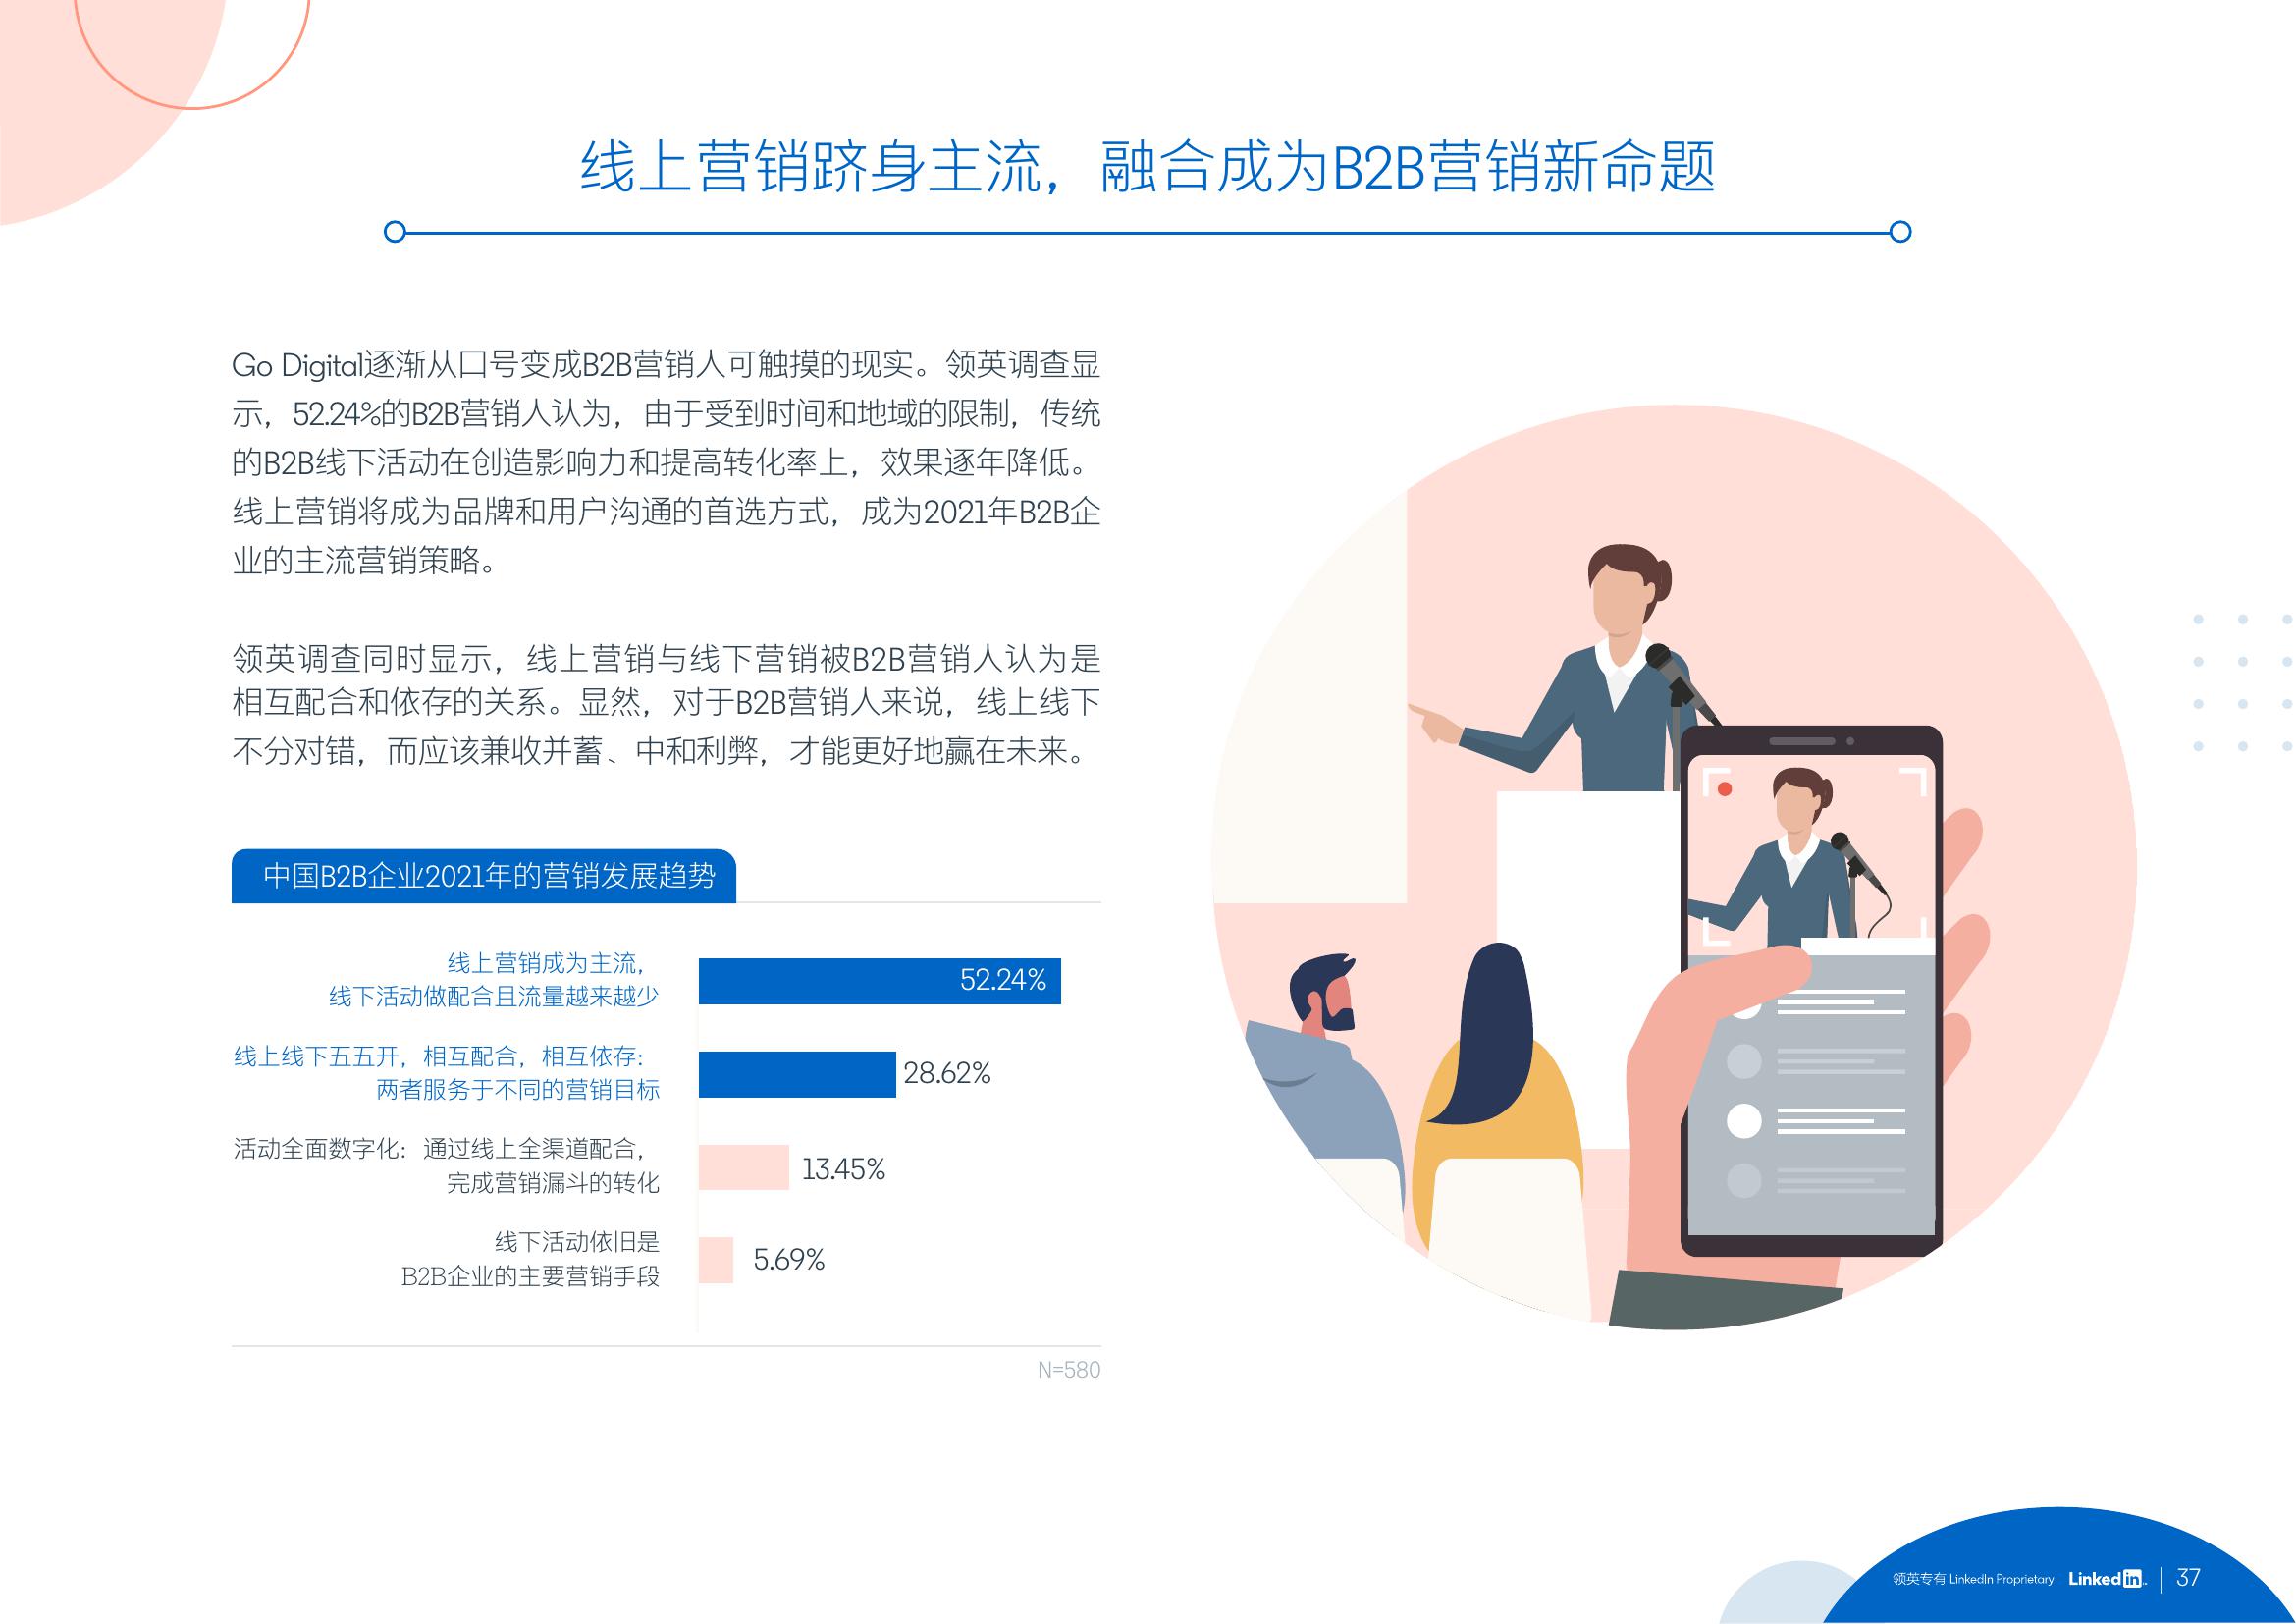 线上营销跻身主流，融合成为B2B营销新命题
Go Digital逐渐从口号变成B2B营销人可触摸的现实。领英调查显
示，52.24%的B2B营销人认为，由于受到时间和地域的限制，传统
的B2B线下活动在创造影响力和提高转化率上，效果逐年降低。
线上营销将成为品牌和用户沟通的首选方式，成为2021年B2B企
业的主流营销策略。
领英调查同时显示，线上营销与线下营销被B2B营销人认为是
相互配合和依存的关系。显然，对于B2B营销人来说，线上线下
不分对错，而应该兼收并蓄、中和利弊，才能更好地赢在未来。
中国B2B企业2021年的营销发展趋势
线上营销成为主流，
线下活动做配合且流量越来越少
52.24%
线上线下五五开，相互配合，相互依存：
两者服务于不同的营销目标
28.62%
活动全面数字化：通过线上全渠道配合，
完成营销漏斗的转化
13.45%
线下活动依旧是
B2B企业的主要营销手段
5.69%
N=580
领英专有 LinkedIn Proprietary LinkedIn 37